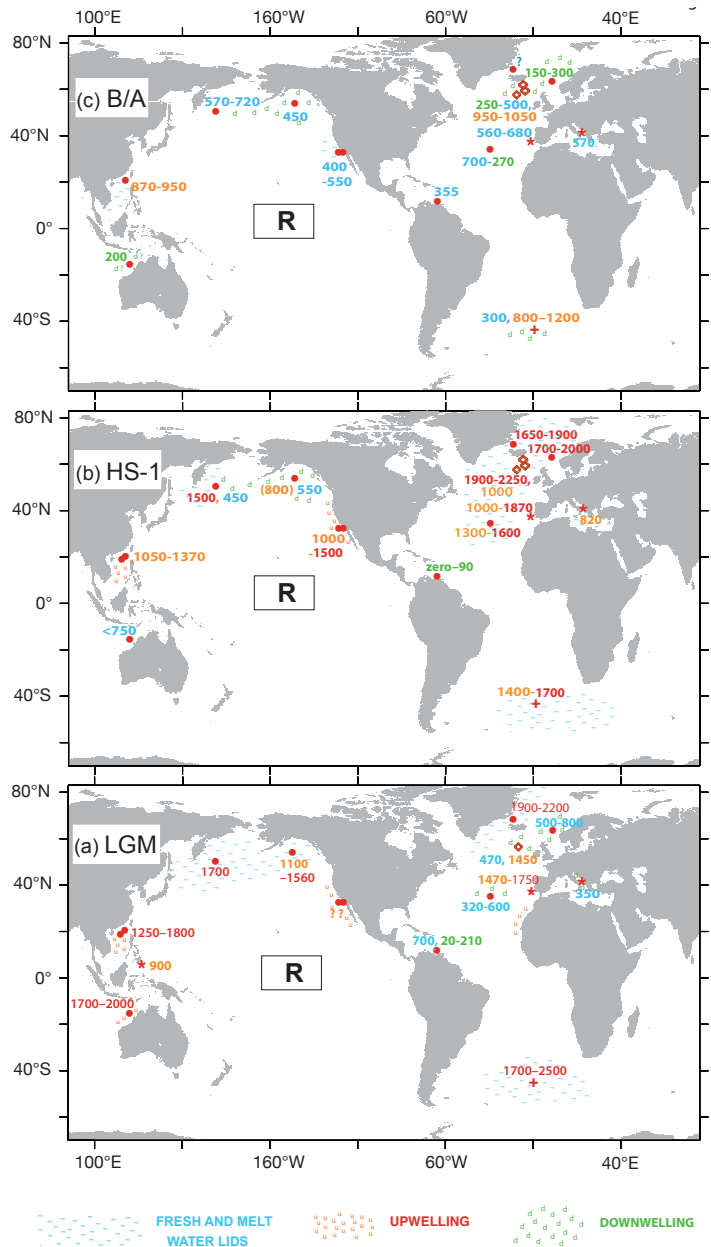 80°N
40°N
0°
40°S
(c) B/A
570-720
450
?
150-300
250-500,
950-1050
560-680
570
700-270
400
-550
355
870-950
R
200
d?
d?
300, 800–1200
80°N
40°N
0°
40°S
(b) HS-1
1650-1900
1700-2000
1900-2250,
1000
1000-1870
820
1300-1600
1500, 450
(800) 550
1000
-1500
1050-1370
zero–90
R
<750
1400-1700
80°N
40°N
0°
40°S
(a) LGM
1900-2200
500-800
470, 1450
1470-1750
350
320-600
1700
1100
–1560
? ?
1250–1800
900
700, 20-210
R
1700–2000
1700–2500
100°E
160°W
60°W
40°E
FRESH AND MELT
WATER LIDS
UPWELLING
DOWNWELLING